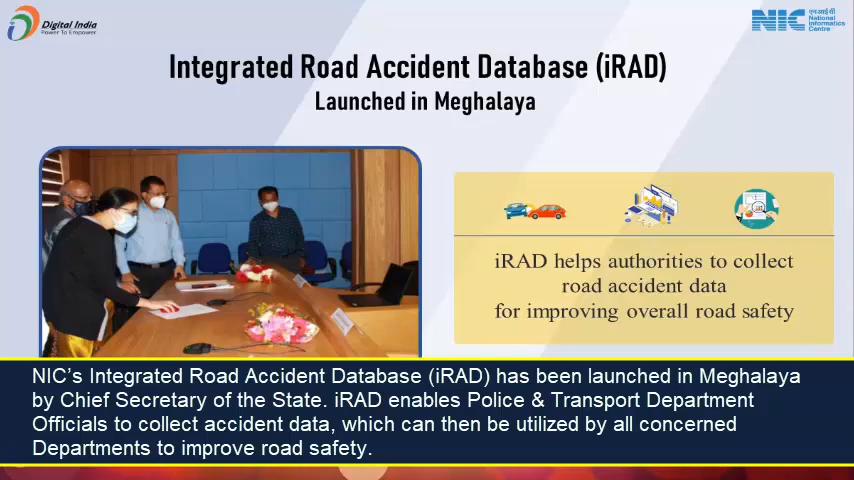 Digital India
Power To Empower
NIC
एनआईसी
National
Informatics
Centre
Integrated Road Accident Database (iRAD)
Launched in Meghalaya
iRAD helps authorities to collect
road accident data
for improving overall road safety
NIC’s Integrated Road Accident Database (iRAD) has been launched in Meghalaya
by Chief Secretary of the State. iRAD enables Police & Transport Department
Officials to collect accident data, which can then be utilized by all concerned
Departments to improve road safety.